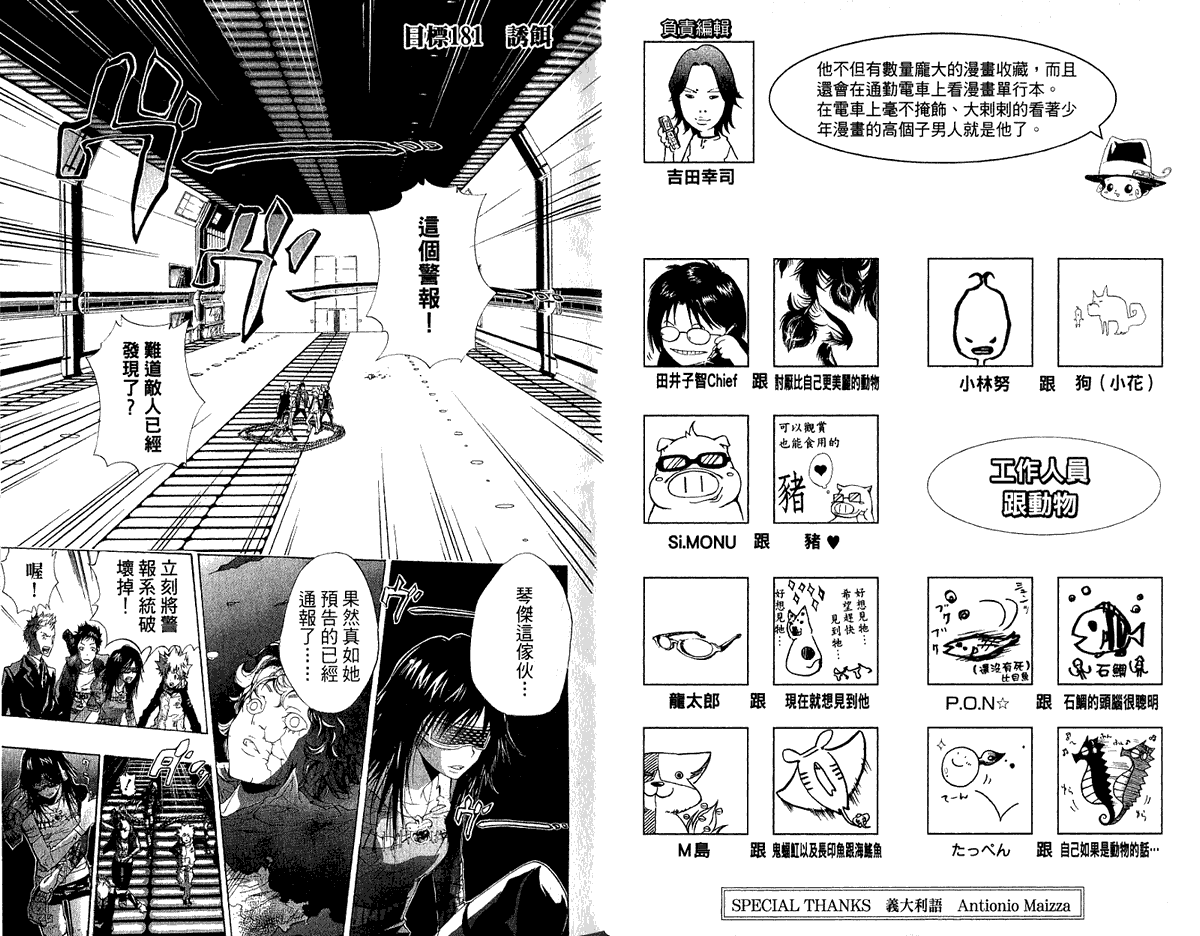 負責編輯
吉田幸司
他不但有數量龐大的漫畫收藏，而且
還會在通勤電車上看漫畫單行本。
在電車上毫不掩飾、大剌剌的看著少
年漫畫的高個子男人就是他了。
小林努 跟 狗（小花）
田井子智Chief 跟 討厭比自己更美麗的動物
工作人員
跟動物
可以觀賞
也能食用的
豬♥
Si.MONU 跟 豬♥
(還沒有死)
比目魚
石鯛
P.O.N☆ 跟 石鯛的頭腦很聰明
好想見牠…
希望趕快
見到牠…
好想見牠…
龍太郎 跟 現在就想見到他
てーん
たっぺん 跟 自己如果是動物的話…
M島 跟 鬼蝠魟以及長印魚跟海鰩魚
SPECIAL THANKS 義大利語 Antionio Maizza
目標181 誘餌
ヴー
ヴー
這個警報！
難道敵人已經
發現了？
琴傑這傢伙…
果然真如她
預告的已經
通報了……
立刻將警
報系統破
壞掉！
喔！
！